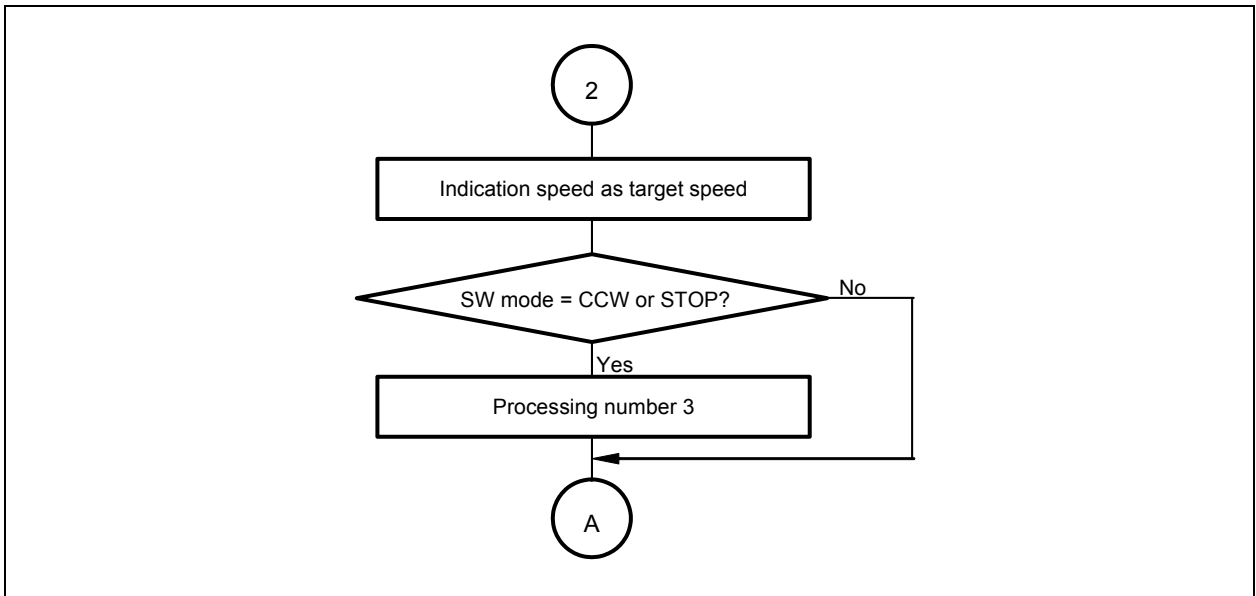 2
Indication speed as target speed
SW mode = CCW or STOP?
No
Yes
Processing number 3
A